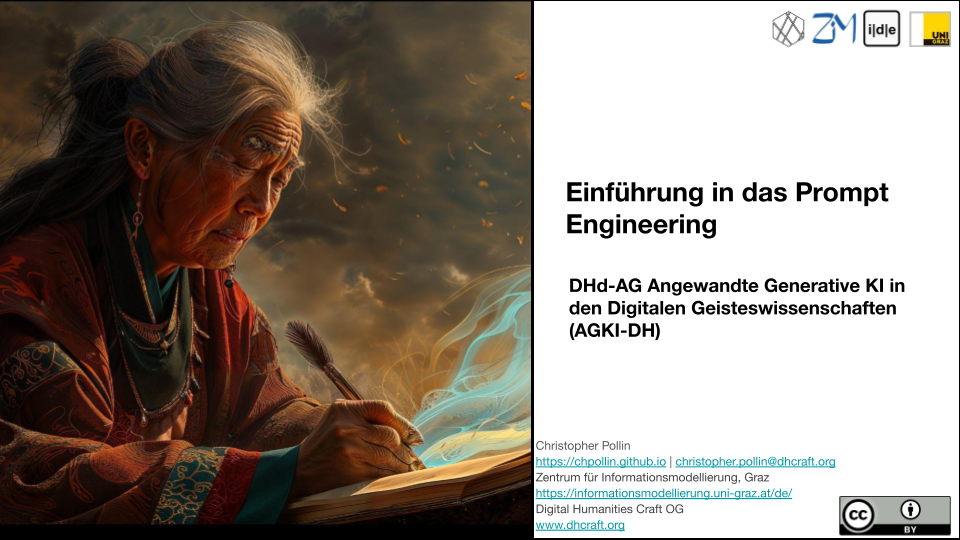 ZIM
i|d|e
UNI
GRAZ
Einführung in das Prompt
Engineering
DHd-AG Angewandte Generative KI in
den Digitalen Geisteswissenschaften
(AGKI-DH)
Christopher Pollin
https://chpollin.github.io | christopher.pollin@dhcraft.org
Zentrum für Informationsmodellierung, Graz
https://informationsmodellierung.uni-graz.at/de/
Digital Humanities Craft OG
www.dhcraft.org
cc
BY